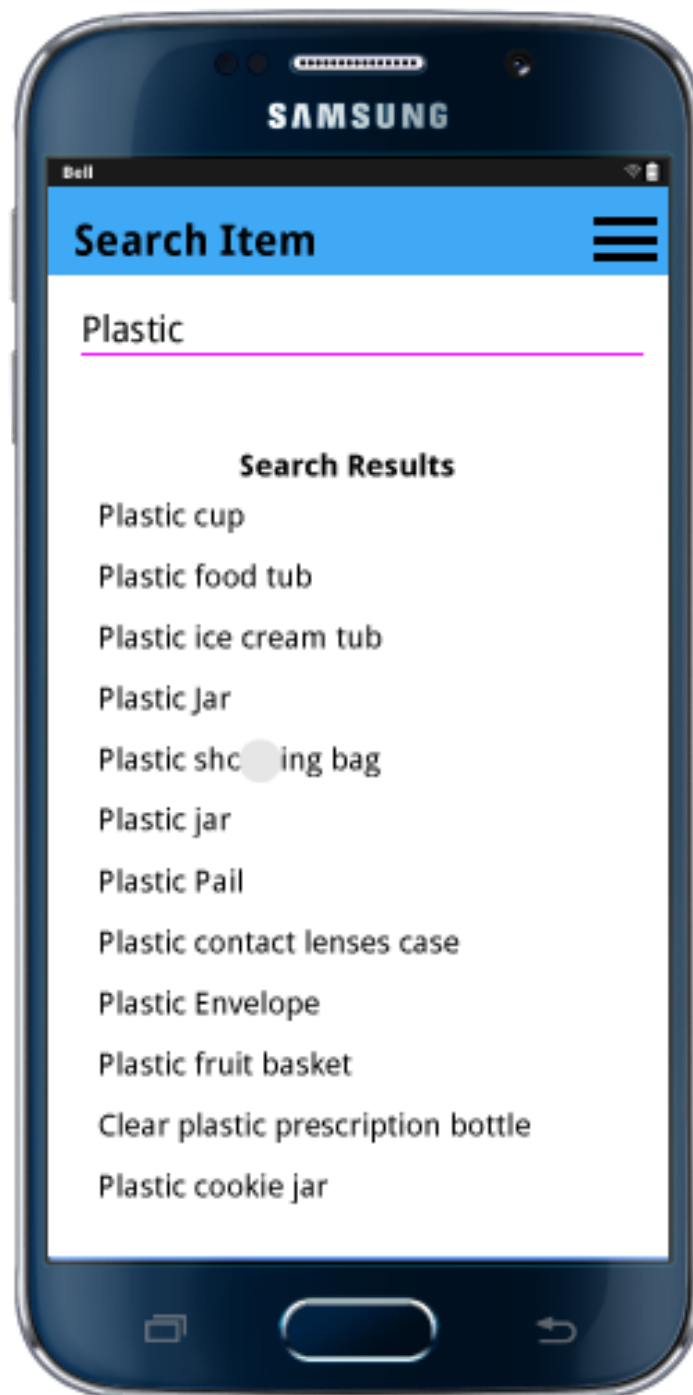 SAMSUNG
Bell
Search Item
Plastic
Search Results
Plastic cup
Plastic food tub
Plastic ice cream tub
Plastic Jar
Plastic bag
Plastic jar
Plastic Pail
Plastic contact lenses case
Plastic Envelope
Plastic fruit basket
Clear plastic prescription bottle
Plastic cookie jar